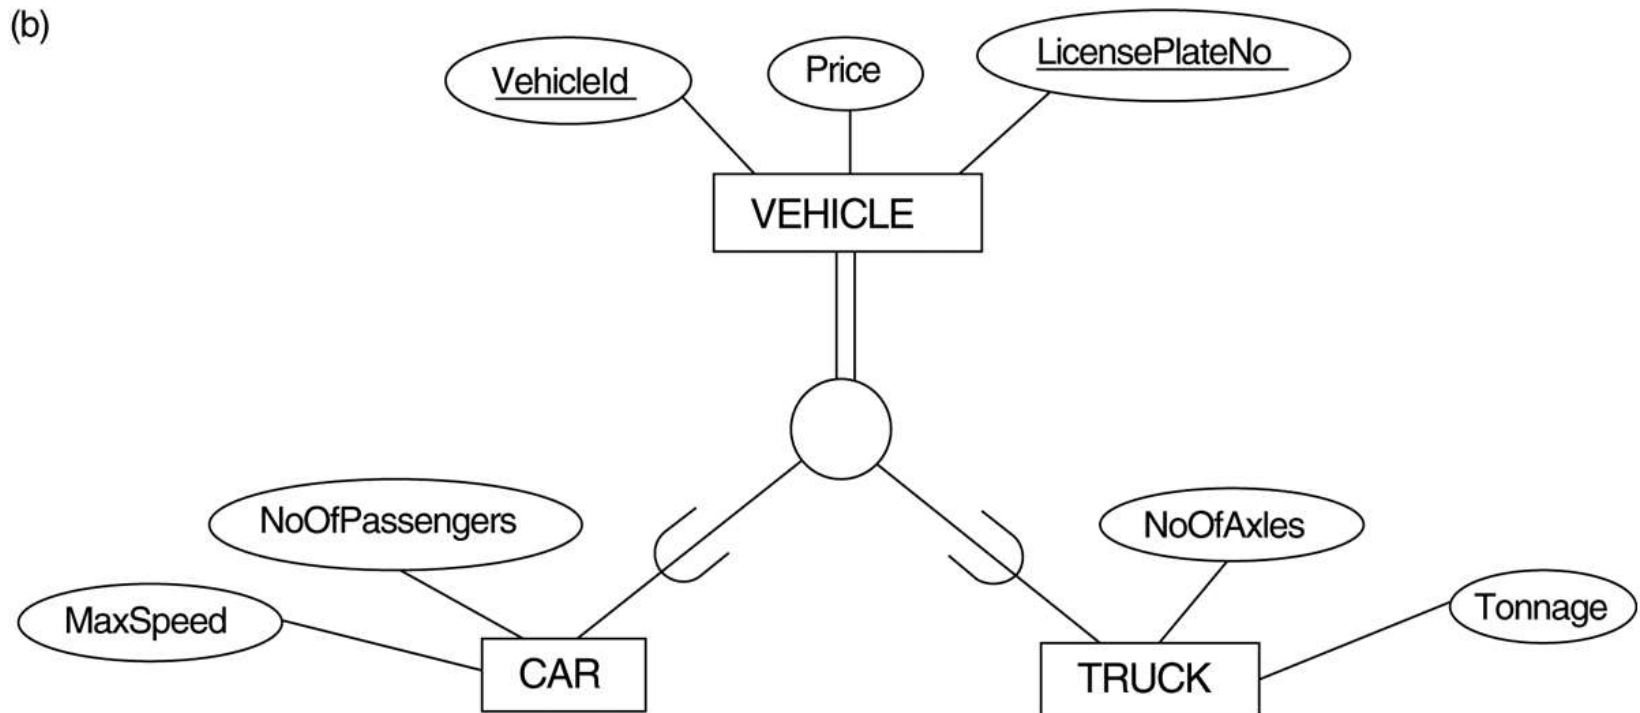 (b)
VehicleId
Price
LicensePlateNo
VEHICLE
NoOfPassengers
NoOfAxles
MaxSpeed
Tonnage
CAR
TRUCK